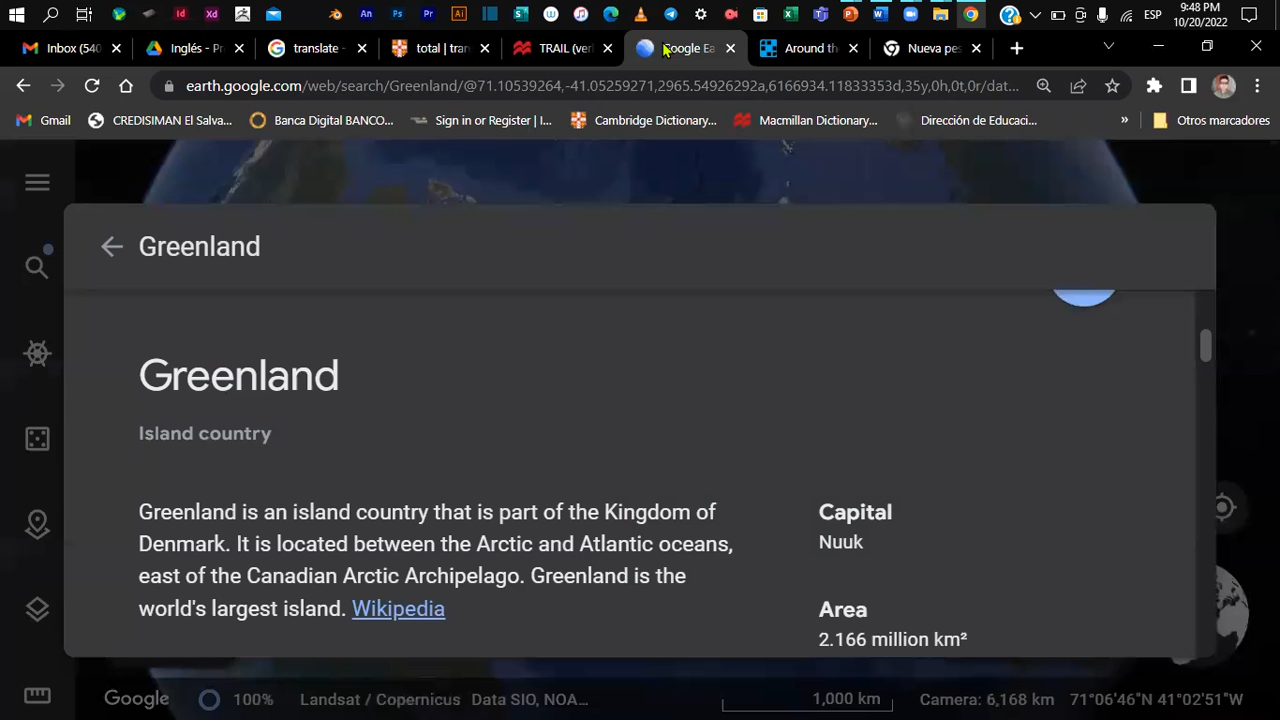 9:48 PM
ESP
10/20/2022
Inbox (540
Inglés - Pr
translate -
total | tran
TRAIL (ver
Google Ea
Around th
Nueva pes
earth.google.com/web/search/Greenland/@71.10539264,-41.05259271,2965.54926292a,6166934.11833353d,35y,0h,0t,0r/dat...
Gmail
CREDISIMAN El Salva...
Banca Digital BANCO...
Sign in or Register | I...
Cambridge Dictionary...
Macmillan Dictionary...
Dirección de Educaci...
»
Otros marcadores
Greenland
Greenland
Island country
Greenland is an island country that is part of the Kingdom of
Denmark. It is located between the Arctic and Atlantic oceans,
east of the Canadian Arctic Archipelago. Greenland is the
world's largest island. Wikipedia
Capital
Nuuk
Area
2.166 million km²
Google
100%
Landsat / Copernicus
Data SIO, NOA...
1,000 km
Camera: 6,168 km
71°06'46"N 41°02'51"W